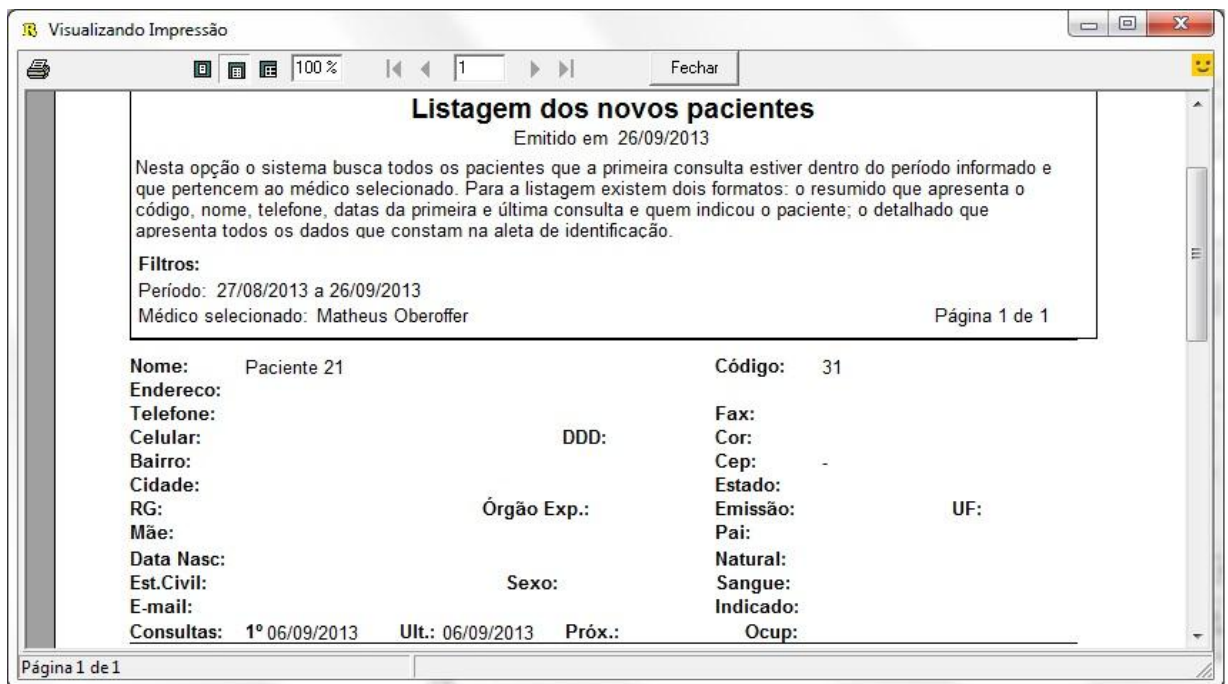 Visualizando Impressão
100 % 1 Fechar
Listagem dos novos pacientes
Emitido em 26/09/2013
Nesta opção o sistema busca todos os pacientes que a primeira consulta estiver dentro do período informado e
que pertencem ao médico selecionado. Para a listagem existem dois formatos: o resumido que apresenta o
código, nome, telefone, datas da primeira e última consulta e quem indicou o paciente; o detalhado que
apresenta todos os dados que constam na aleta de identificação.
Filtros:
Período: 27/08/2013 a 26/09/2013
Médico selecionado: Matheus Oberoffer Página 1 de 1
Nome: Paciente 21 Código: 31
Endereco:
Telefone: Fax:
Celular: DDD: Cor:
Bairro: Cep: -
Cidade: Estado:
RG: Órgão Exp.: Emissão: UF:
Mãe: Pai:
Data Nasc: Natural:
Est.Civil: Sexo: Sangue:
E-mail: Indicado:
Consultas: 1º 06/09/2013 Ult.: 06/09/2013 Próx.: Ocup:
Página 1 de 1